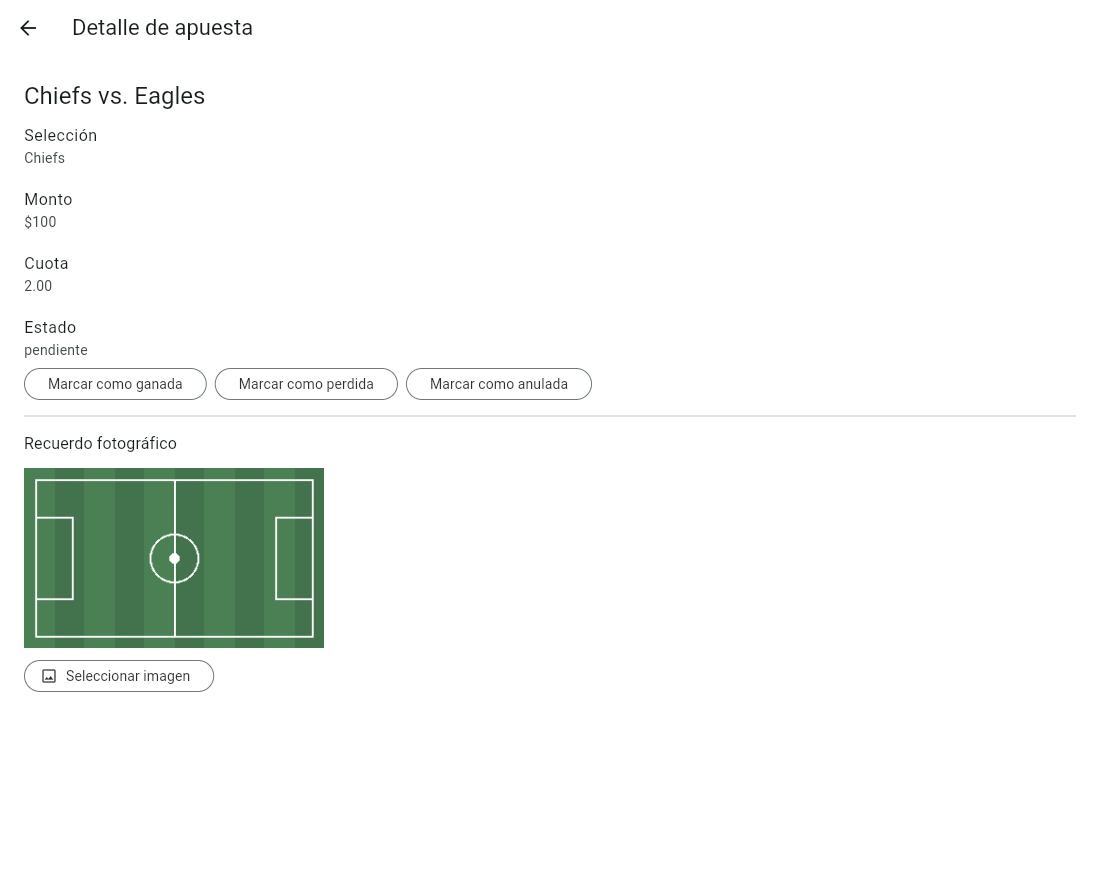 Detalle de apuesta
Chiefs vs. Eagles
Selección
Chiefs
Monto
$100
Cuota
2.00
Estado
pendiente
Marcar como ganada Marcar como perdida Marcar como anulada
Recuerdo fotográfico
Seleccionar imagen